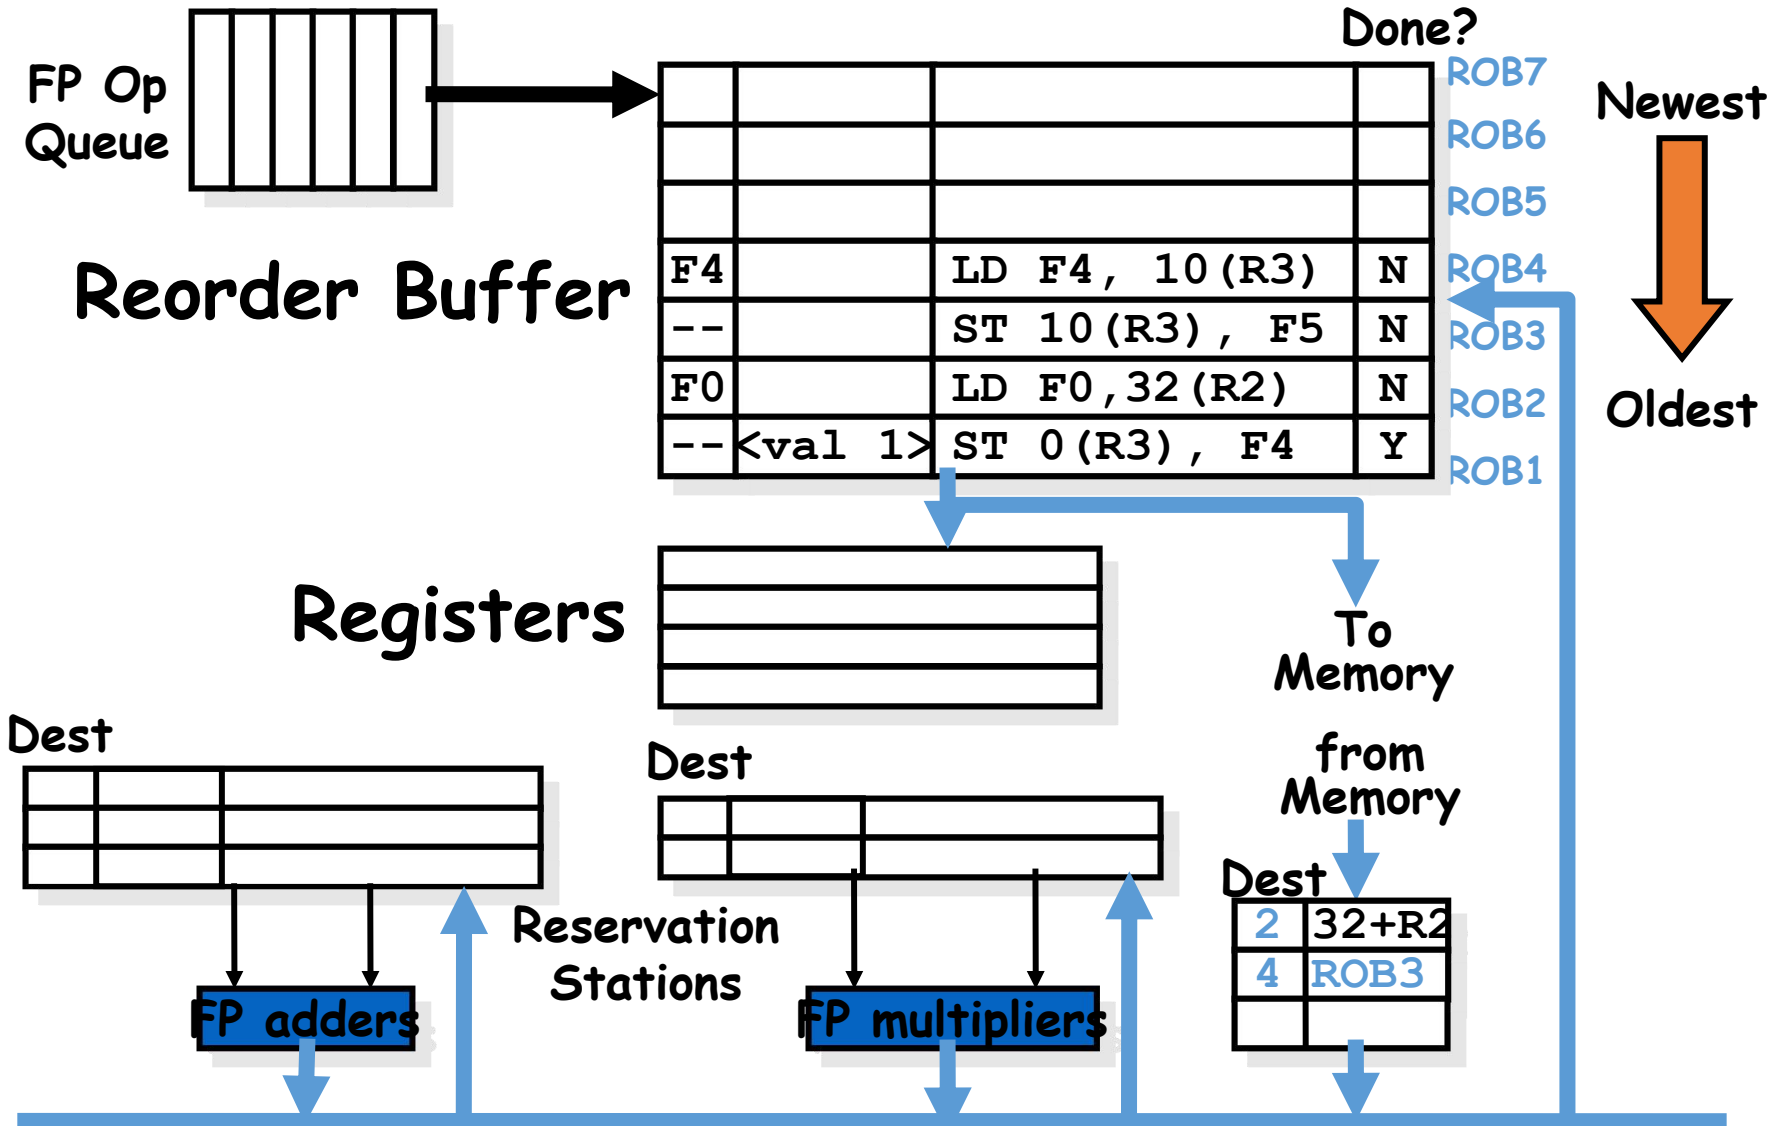 Done?
FP Op
Queue
ROB7
Newest
ROB6
ROB5
Reorder Buffer
F4 LD F4, 10(R3) N ROB4
-- ST 10(R3), F5 N ROB3
F0 LD F0,32(R2) N ROB2
Oldest
-- <val 1> ST 0(R3), F4 Y ROB1
Registers
To
Memory
from
Memory
Dest
Dest
Dest
2 32+R2
4 ROB3
Reservation
Stations
FP adders
FP multipliers